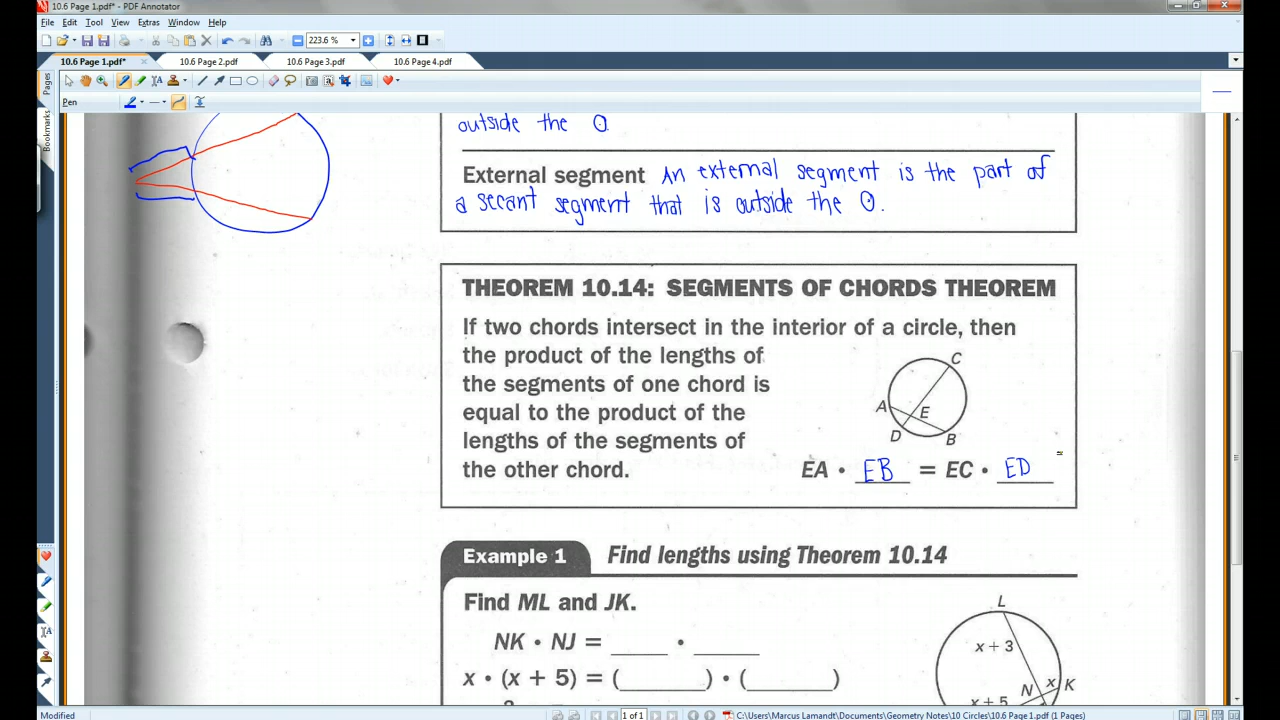 10.6 Page 1.pdf* - PDF Annotator
File Edit Tool View Extras Window Help
223.6 %
10.6 Page 1.pdf* 10.6 Page 2.pdf 10.6 Page 3.pdf 10.6 Page 4.pdf
Pages
Bookmarks
Pen
outside the ⊙
External segment An external segment is the part of
a secant segment that is outside the ⊙.
THEOREM 10.14: SEGMENTS OF CHORDS THEOREM
If two chords intersect in the interior of a circle, then
the product of the lengths of
the segments of one chord is
equal to the product of the
lengths of the segments of
the other chord.
C
A E
D B
EA • EB = EC • ED
Example 1 Find lengths using Theorem 10.14
Find ML and JK.
NK • NJ = _____ • _____
x • (x + 5) = (_______) • (_______)
L
x + 3
N x K
x + 5
Modified 1 of 1 C:\Users\Marcus Lamandt\Documents\Geometry Notes\10 Circles\10.6 Page 1.pdf (1 Pages)